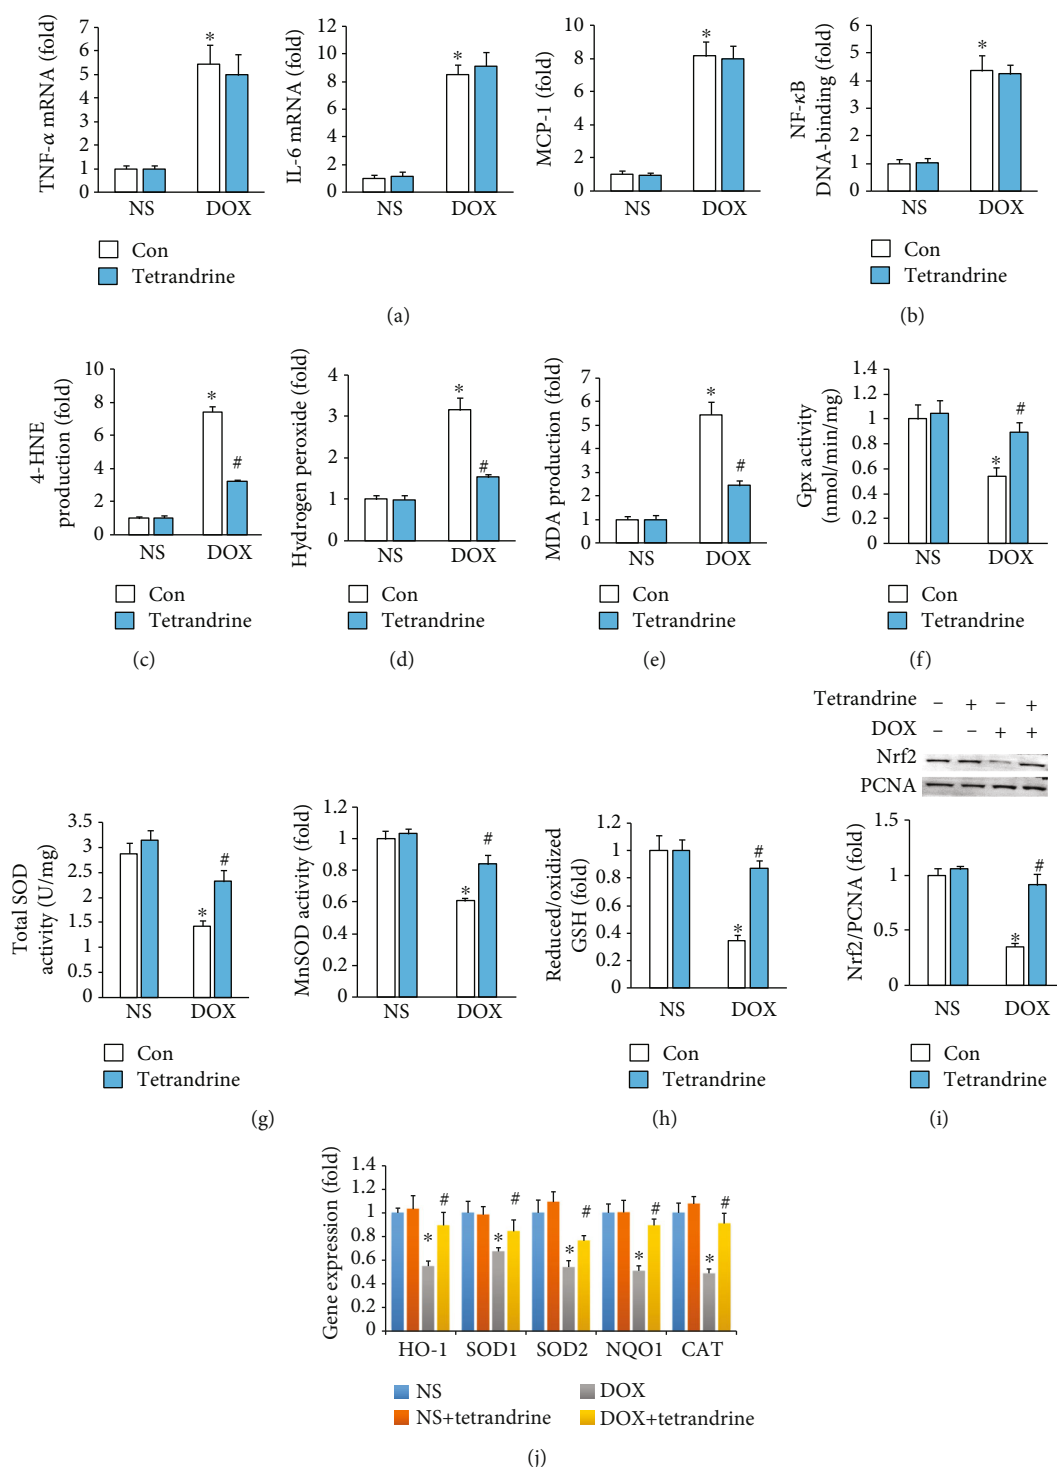 TNF-α mRNA (fold)
8
7
6
5
4
3
2
1
0
*
NS
DOX
Con
Tetrandrine
IL-6 mRNA (fold)
12
10
8
6
4
2
0
*
NS
DOX
MCP-1 (fold)
10
8
6
4
2
0
*
NS
DOX
(a)
NF-κB
DNA-binding (fold)
6
5
4
3
2
1
0
*
NS
DOX
Con
Tetrandrine
(b)
4-HNE
production (fold)
10
8
6
4
2
0
*
#
NS
DOX
Con
Tetrandrine
(c)
Hydrogen peroxide (fold)
4
3
2
1
0
*
#
NS
DOX
Con
Tetrandrine
(d)
MDA production (fold)
7
6
5
4
3
2
1
0
*
#
NS
DOX
Con
Tetrandrine
(e)
Gpx activity
(nmol/min/mg)
1.4
1.2
1
0.8
0.6
0.4
0.2
0
*
#
NS
DOX
Con
Tetrandrine
(f)
Total SOD
activity (U/mg)
3.5
3
2.5
2
1.5
1
0.5
0
*
#
NS
DOX
Con
Tetrandrine
MnSOD activity (fold)
1.2
1
0.8
0.6
0.4
0.2
0
*
#
NS
DOX
(g)
Reduced/oxidized
GSH (fold)
1.2
1
0.8
0.6
0.4
0.2
0
*
#
NS
DOX
Con
Tetrandrine
(h)
Tetrandrine − + − +
DOX − − + +
Nrf2
PCNA
Nrf2/PCNA (fold)
1.5
1
0.5
0
*
#
NS
DOX
Con
Tetrandrine
(i)
Gene expression (fold)
1.4
1.2
1
0.8
0.6
0.4
0.2
0
* # * # * # * # * #
HO-1 SOD1 SOD2 NQO1 CAT
NS
DOX
NS+tetrandrine
DOX+tetrandrine
(j)